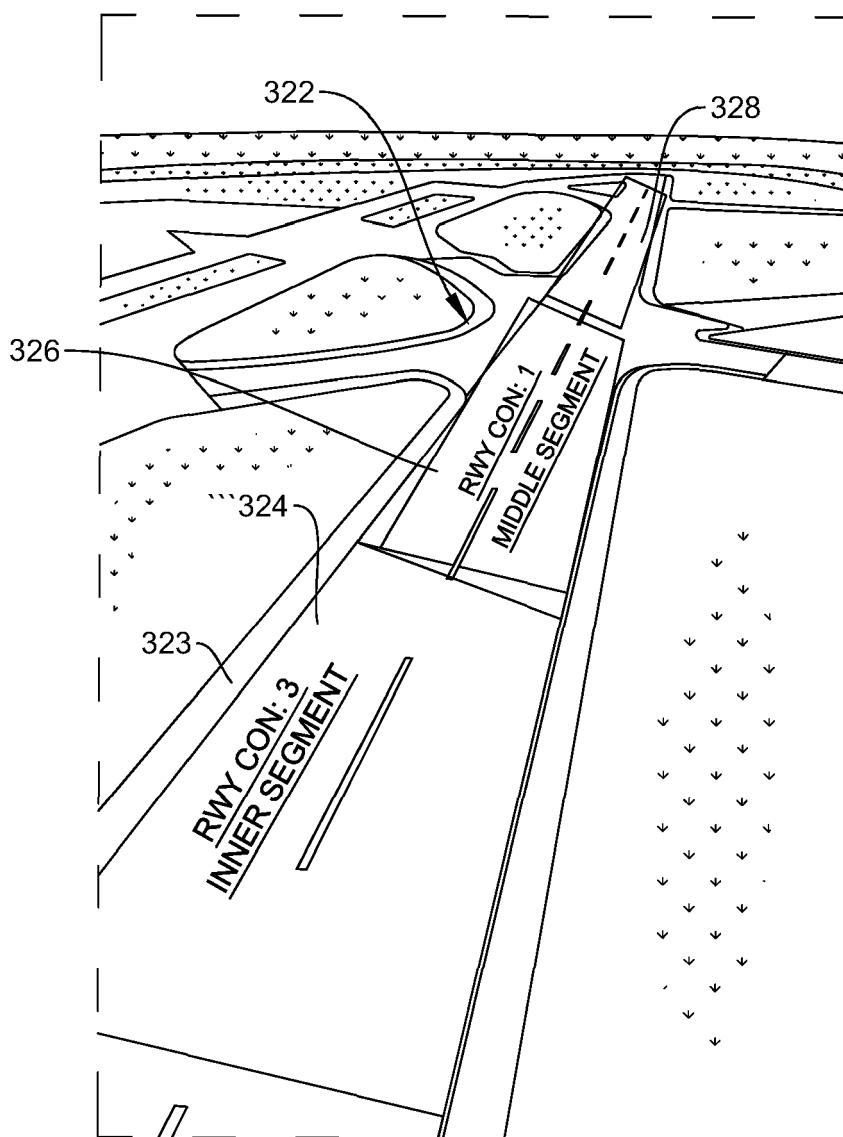 322
328
326
RWY CON: 1
MIDDLE SEGMENT
324
323
RWY CON: 3
INNER SEGMENT